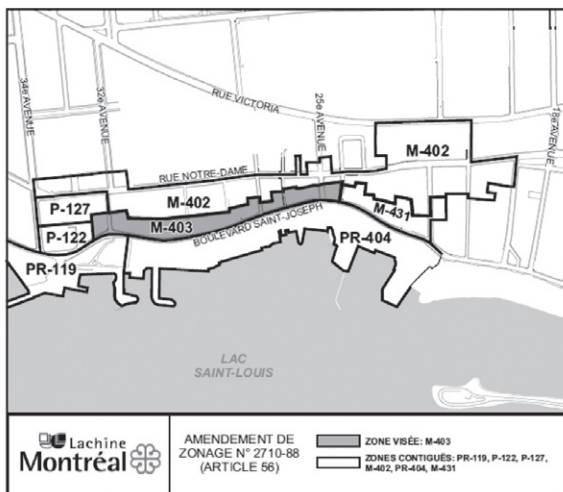 RUE VICTORIA
34e AVENUE
32e AVENUE
25e AVENUE
18e AVENUE
M-402
RUE NOTRE-DAME
P-127
M-402
M-431
P-122
M-403
BOULEVARD SAINT-JOSEPH
PR-404
PR-119
LAC
SAINT-LOUIS
Lachine
Montréal
AMENDEMENT DE
ZONAGE N° 2710-88
(ARTICLE 56)
ZONE VISÉE: M-403
ZONES CONTIGUËS: PR-119, P-122, P-127,
M-402, PR-404, M-431